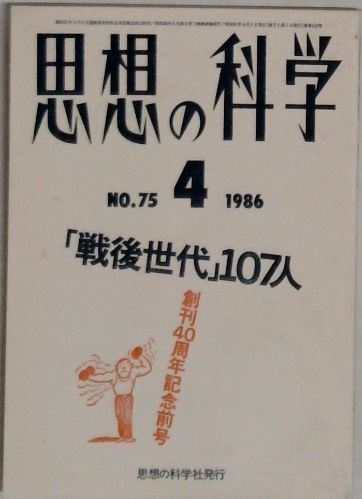 思想の科学
NO.75 4 1986
「戦後世代」107人
創刊40周年記念前号
思想の科学社発行